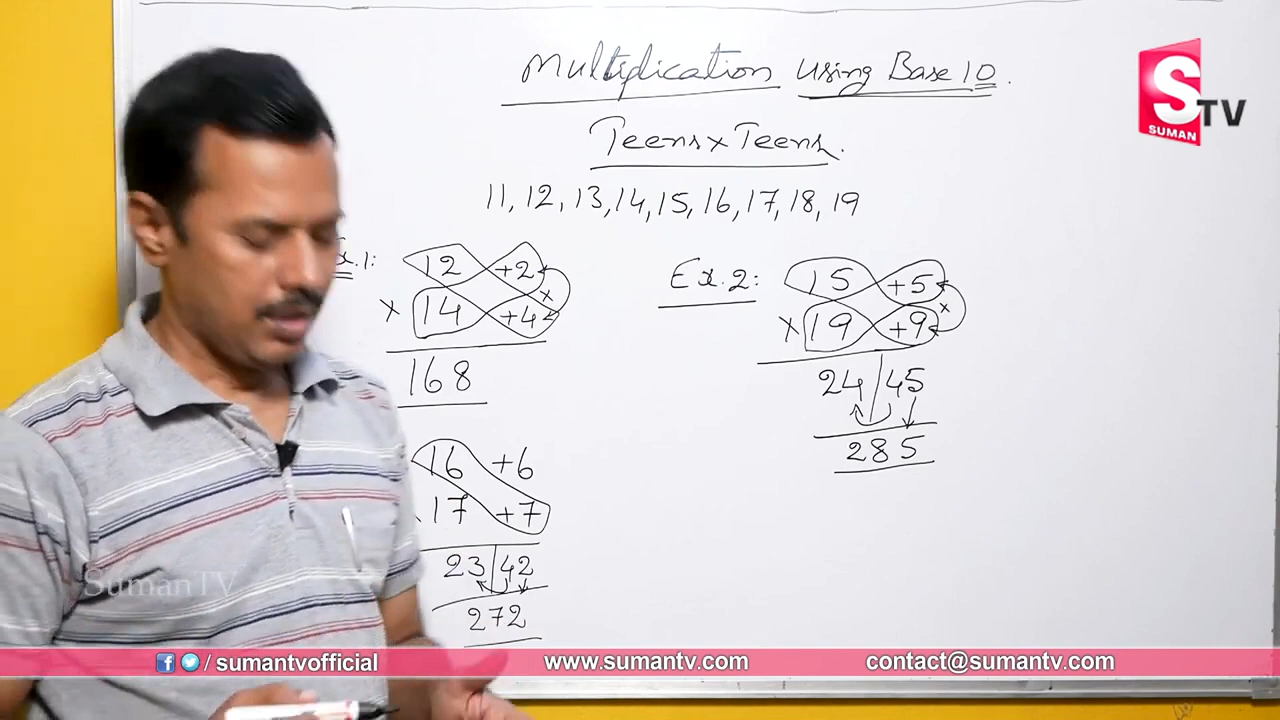 Multiplication using Base 10.
Teens x Teens.
11, 12, 13, 14, 15, 16, 17, 18, 19
Ex.1:
12 +2
x 14 +4
x
168
16 +6
17 +7
23 | 42
272
Ex.2:
15 +5
x 19 +9
x
24 | 45
285
S TV
SUMAN
SumanTV
f / sumantvofficial
www.sumantv.com
contact@sumantv.com